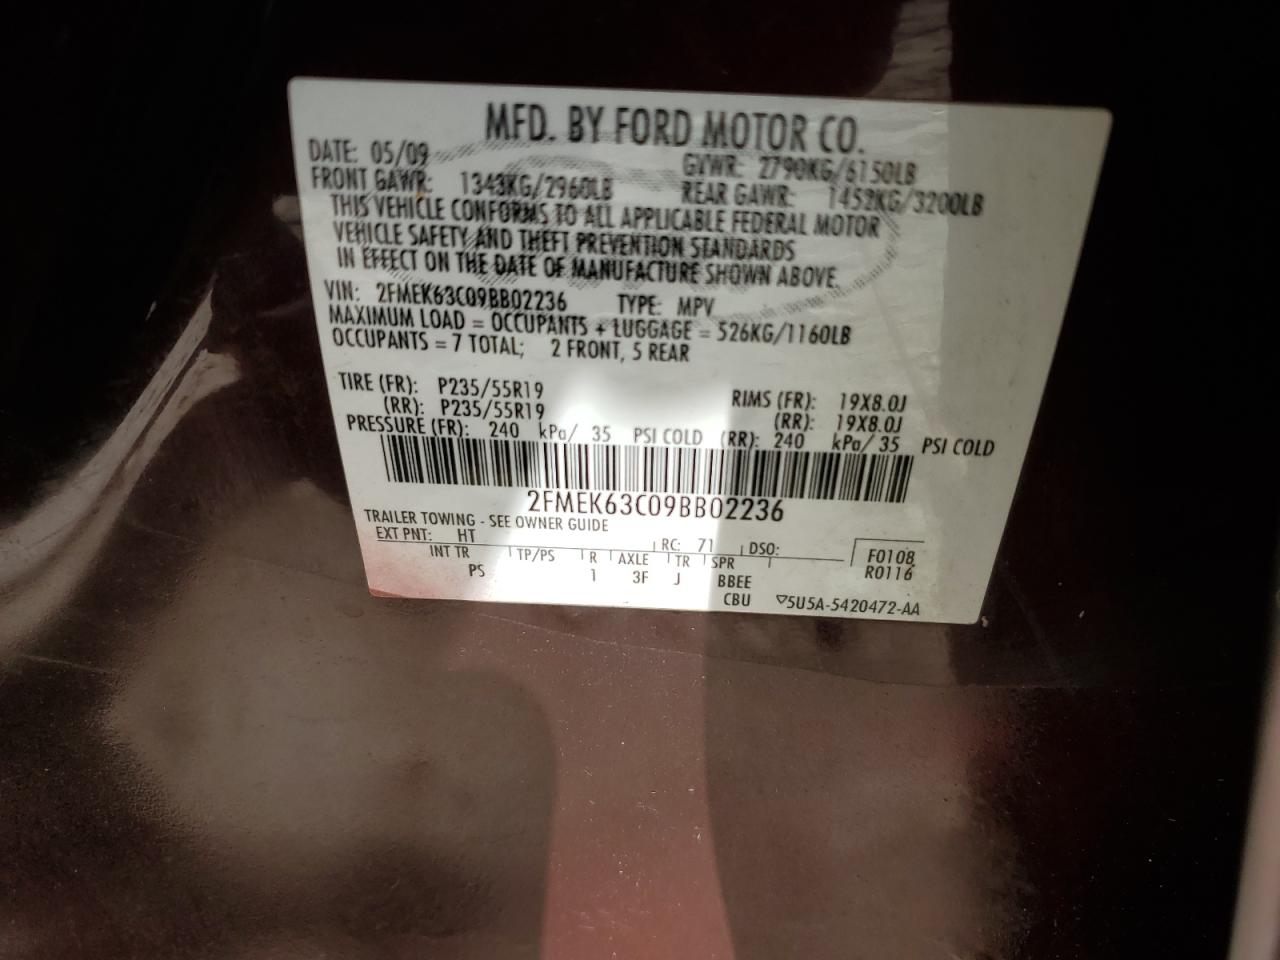 MFD. BY FORD MOTOR CO.
DATE: 05/09 GVWR: 2790KG/6150LB
FRONT GAWR: 1343KG/2960LB REAR GAWR: 1452KG/3200LB
THIS VEHICLE CONFORMS TO ALL APPLICABLE FEDERAL MOTOR
VEHICLE SAFETY AND THEFT PREVENTION STANDARDS
IN EFFECT ON THE DATE OF MANUFACTURE SHOWN ABOVE.
VIN: 2FMEK63C09BB02236 TYPE: MPV
MAXIMUM LOAD = OCCUPANTS + LUGGAGE = 526KG/1160LB
OCCUPANTS = 7 TOTAL; 2 FRONT, 5 REAR
TIRE (FR): P235/55R19 RIMS (FR): 19X8.0J
(RR): P235/55R19 (RR): 19X8.0J
PRESSURE (FR): 240 kPa/ 35 PSI COLD (RR): 240 kPa/ 35 PSI COLD
2FMEK63C09BB02236
TRAILER TOWING - SEE OWNER GUIDE
EXT PNT: HT RC: 71 DSO: F0108
INT TR TP/PS R AXLE TR SPR R0116
PS 1 3F J BBEE
CBU ▽5U5A-5420472-AA